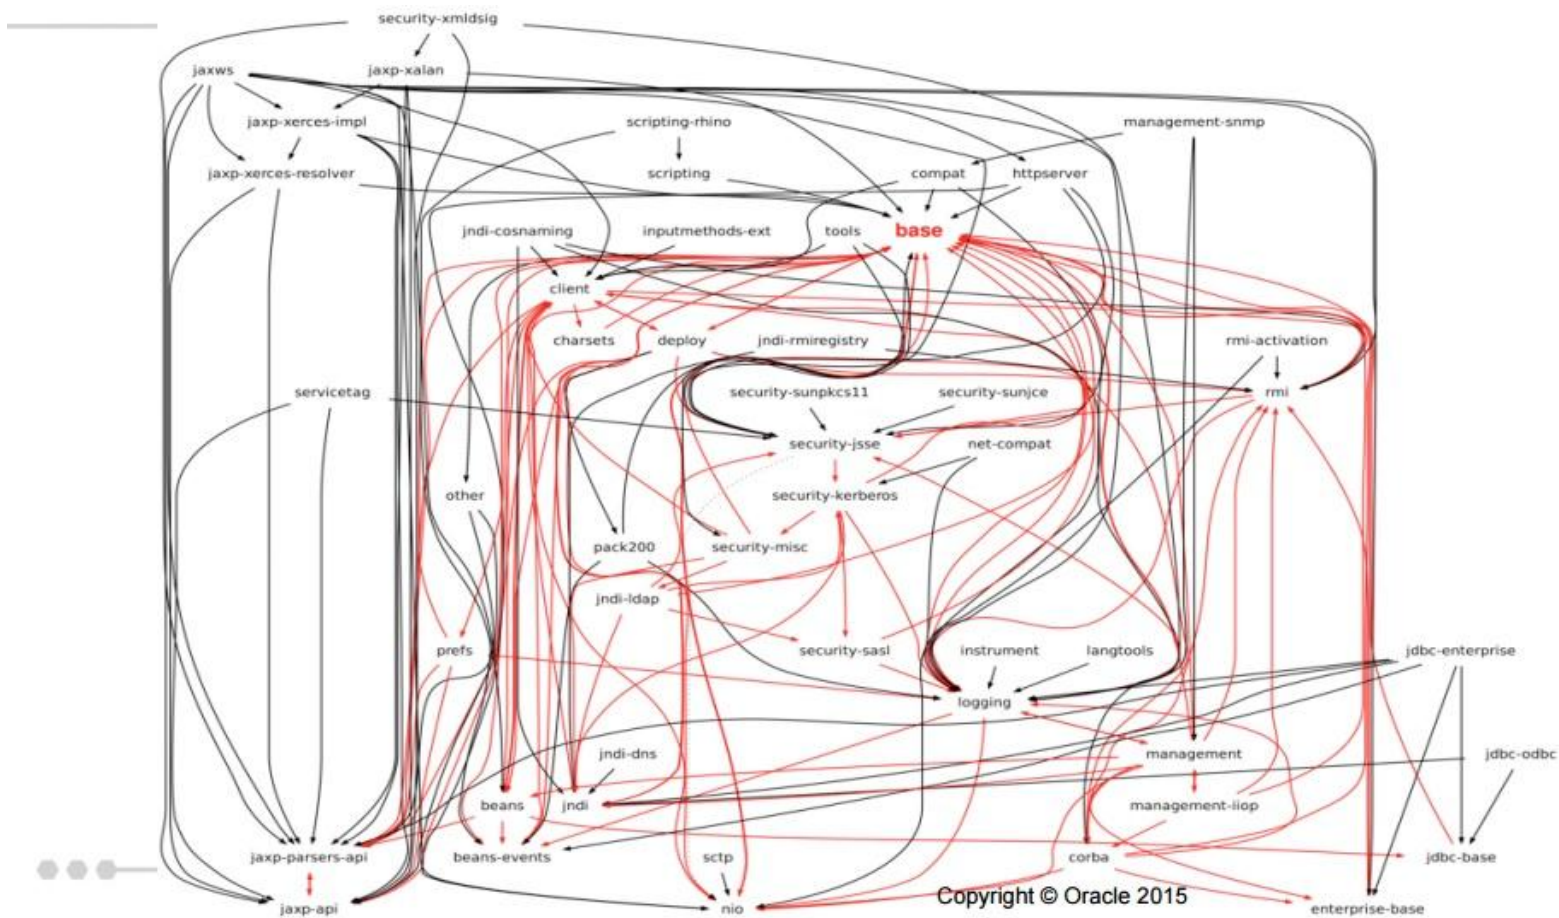 security-xmldsig
jaxws
jaxp-xalan
jaxp-xerces-impl
scripting-rhino
management-snmp
jaxp-xerces-resolver
scripting
compat
httpserver
jndi-cosnaming
inputmethods-ext
tools
base
client
charsets
deploy
jndi-rmiregistry
rmi-activation
servicetag
security-sunpkcs11
security-sunjce
rmi
security-jsse
net-compat
other
security-kerberos
pack200
security-misc
jndi-ldap
prefs
security-sasl
instrument
langtools
jdbc-enterprise
logging
jndi-dns
management
jdbc-odbc
beans
jndi
management-iiop
jaxp-parsers-api
beans-events
sctp
corba
jdbc-base
jaxp-api
nio
Copyright © Oracle 2015
enterprise-base